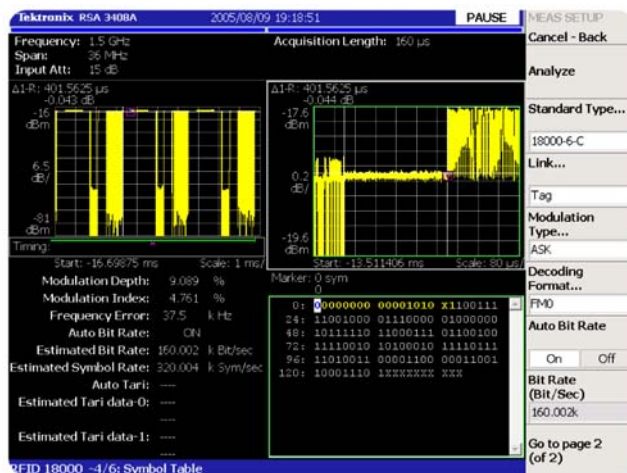 Tektronix RSA 3408A 2005/08/09 19:18:51 PAUSE
Frequency: 1.5 GHz
Span: 36 MHz
Input Att: 15 dB
Acquisition Length: 160 µs
Δ1-R: 401.5625 µs
-0.043 dB
-16
dBm
6.5
dB/
-81
dBm
Timing:
Start: -16.69875 ms Scale: 1 ms/
Δ1-R: 401.5625 µs
-0.044 dB
-17.6
dBm
0.2
dB/
-19.6
dBm
Start: -13.511406 ms Scale: 80 µs/
Modulation Depth: 9.089 %
Modulation Index: 4.761 %
Frequency Error: 37.5 k Hz
Auto Bit Rate: ON
Estimated Bit Rate: 160.002 k Bit/sec
Estimated Symbol Rate: 320.004 k Sym/sec
Auto Tari: ----
Estimated Tari data-0: ----
----
Estimated Tari data-1: ----
----
Marker: 0 sym
0
0: 00000000 00001010 X1100111
24: 11001000 01110000 01000000
48: 10111110 11000111 01100100
72: 11110010 10100010 11110111
96: 11010011 00001100 00011001
120: 10001110 1XXXXXXX XXX
RFID 18000 -4/6: Symbol Table
MEAS SETUP
Cancel - Back
Analyze
Standard Type...
18000-6-C
Link...
Tag
Modulation
Type...
ASK
Decoding
Format...
FM0
Auto Bit Rate
On Off
Bit Rate
(Bit/Sec)
160.002k
Go to page 2
(of 2)